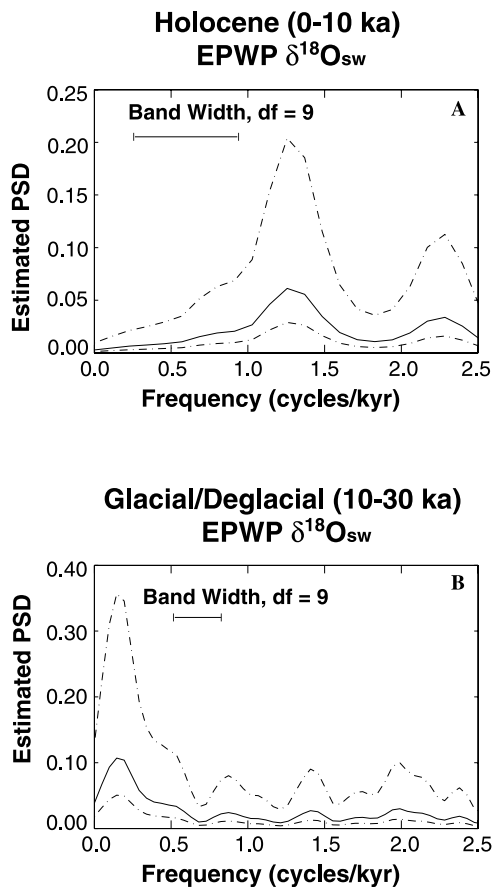 Holocene (0-10 ka)
EPWP δ18Osw
A
Band Width, df = 9
0.25
0.20
0.15
0.10
0.05
0.00
Estimated PSD
0.0 0.5 1.0 1.5 2.0 2.5
Frequency (cycles/kyr)
Glacial/Deglacial (10-30 ka)
EPWP δ18Osw
B
Band Width, df = 9
0.40
0.30
0.20
0.10
0.00
Estimated PSD
0.0 0.5 1.0 1.5 2.0 2.5
Frequency (cycles/kyr)